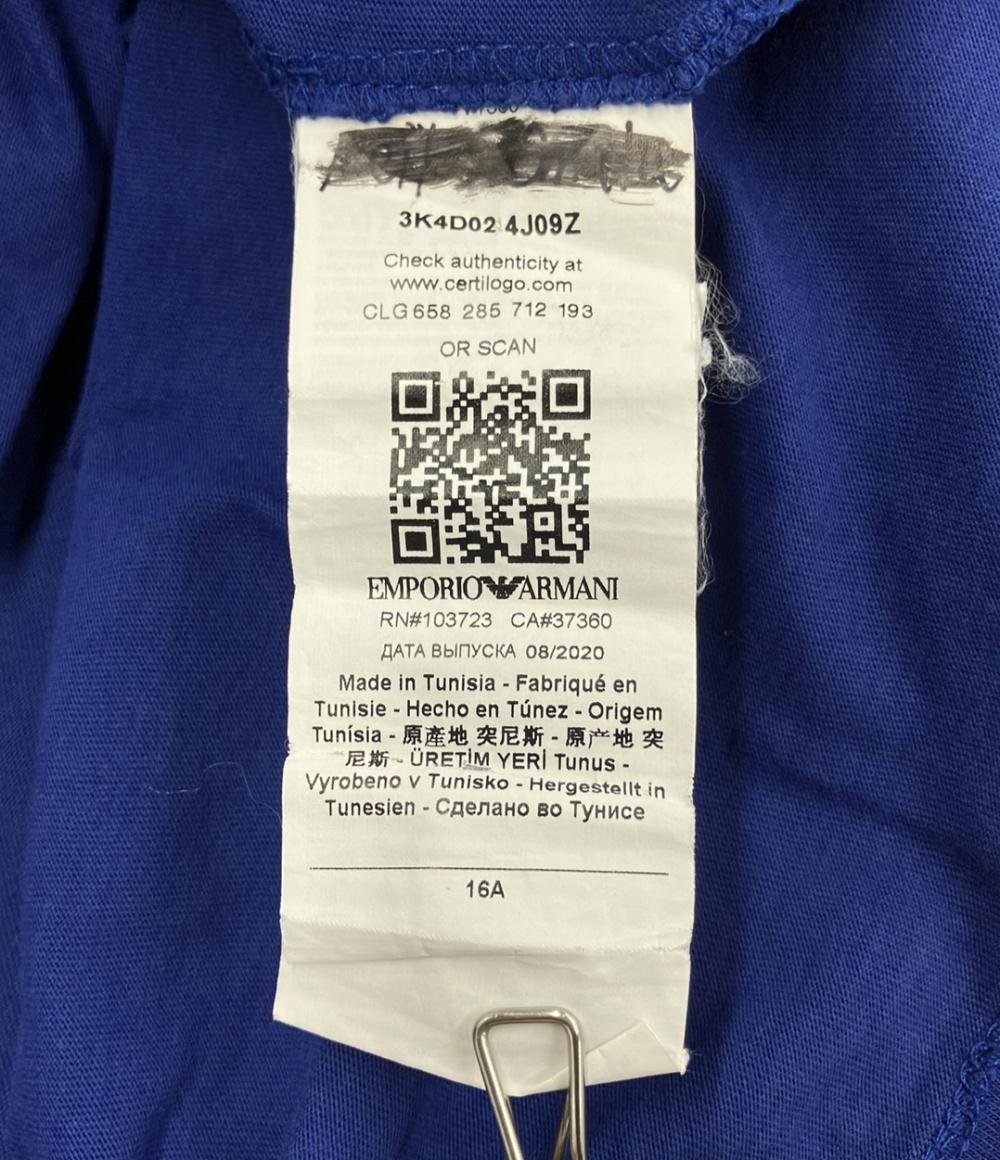 3K4D02 4J09Z
Check authenticity at
www.certilogo.com
CLG 658 285 712 193
OR SCAN
EMPORIO ARMANI
RN#103723 CA#37360
ДАТА ВЫПУСКА 08/2020
Made in Tunisia - Fabriqué en
Tunisie - Hecho en Túnez - Origem
Tunísia - 原產地 突尼斯 - 原产地 突
尼斯 - ÜRETİM YERİ Tunus -
Vyrobeno v Tunisko - Hergestellt in
Tunesien - Сделано во Тунисе
16A